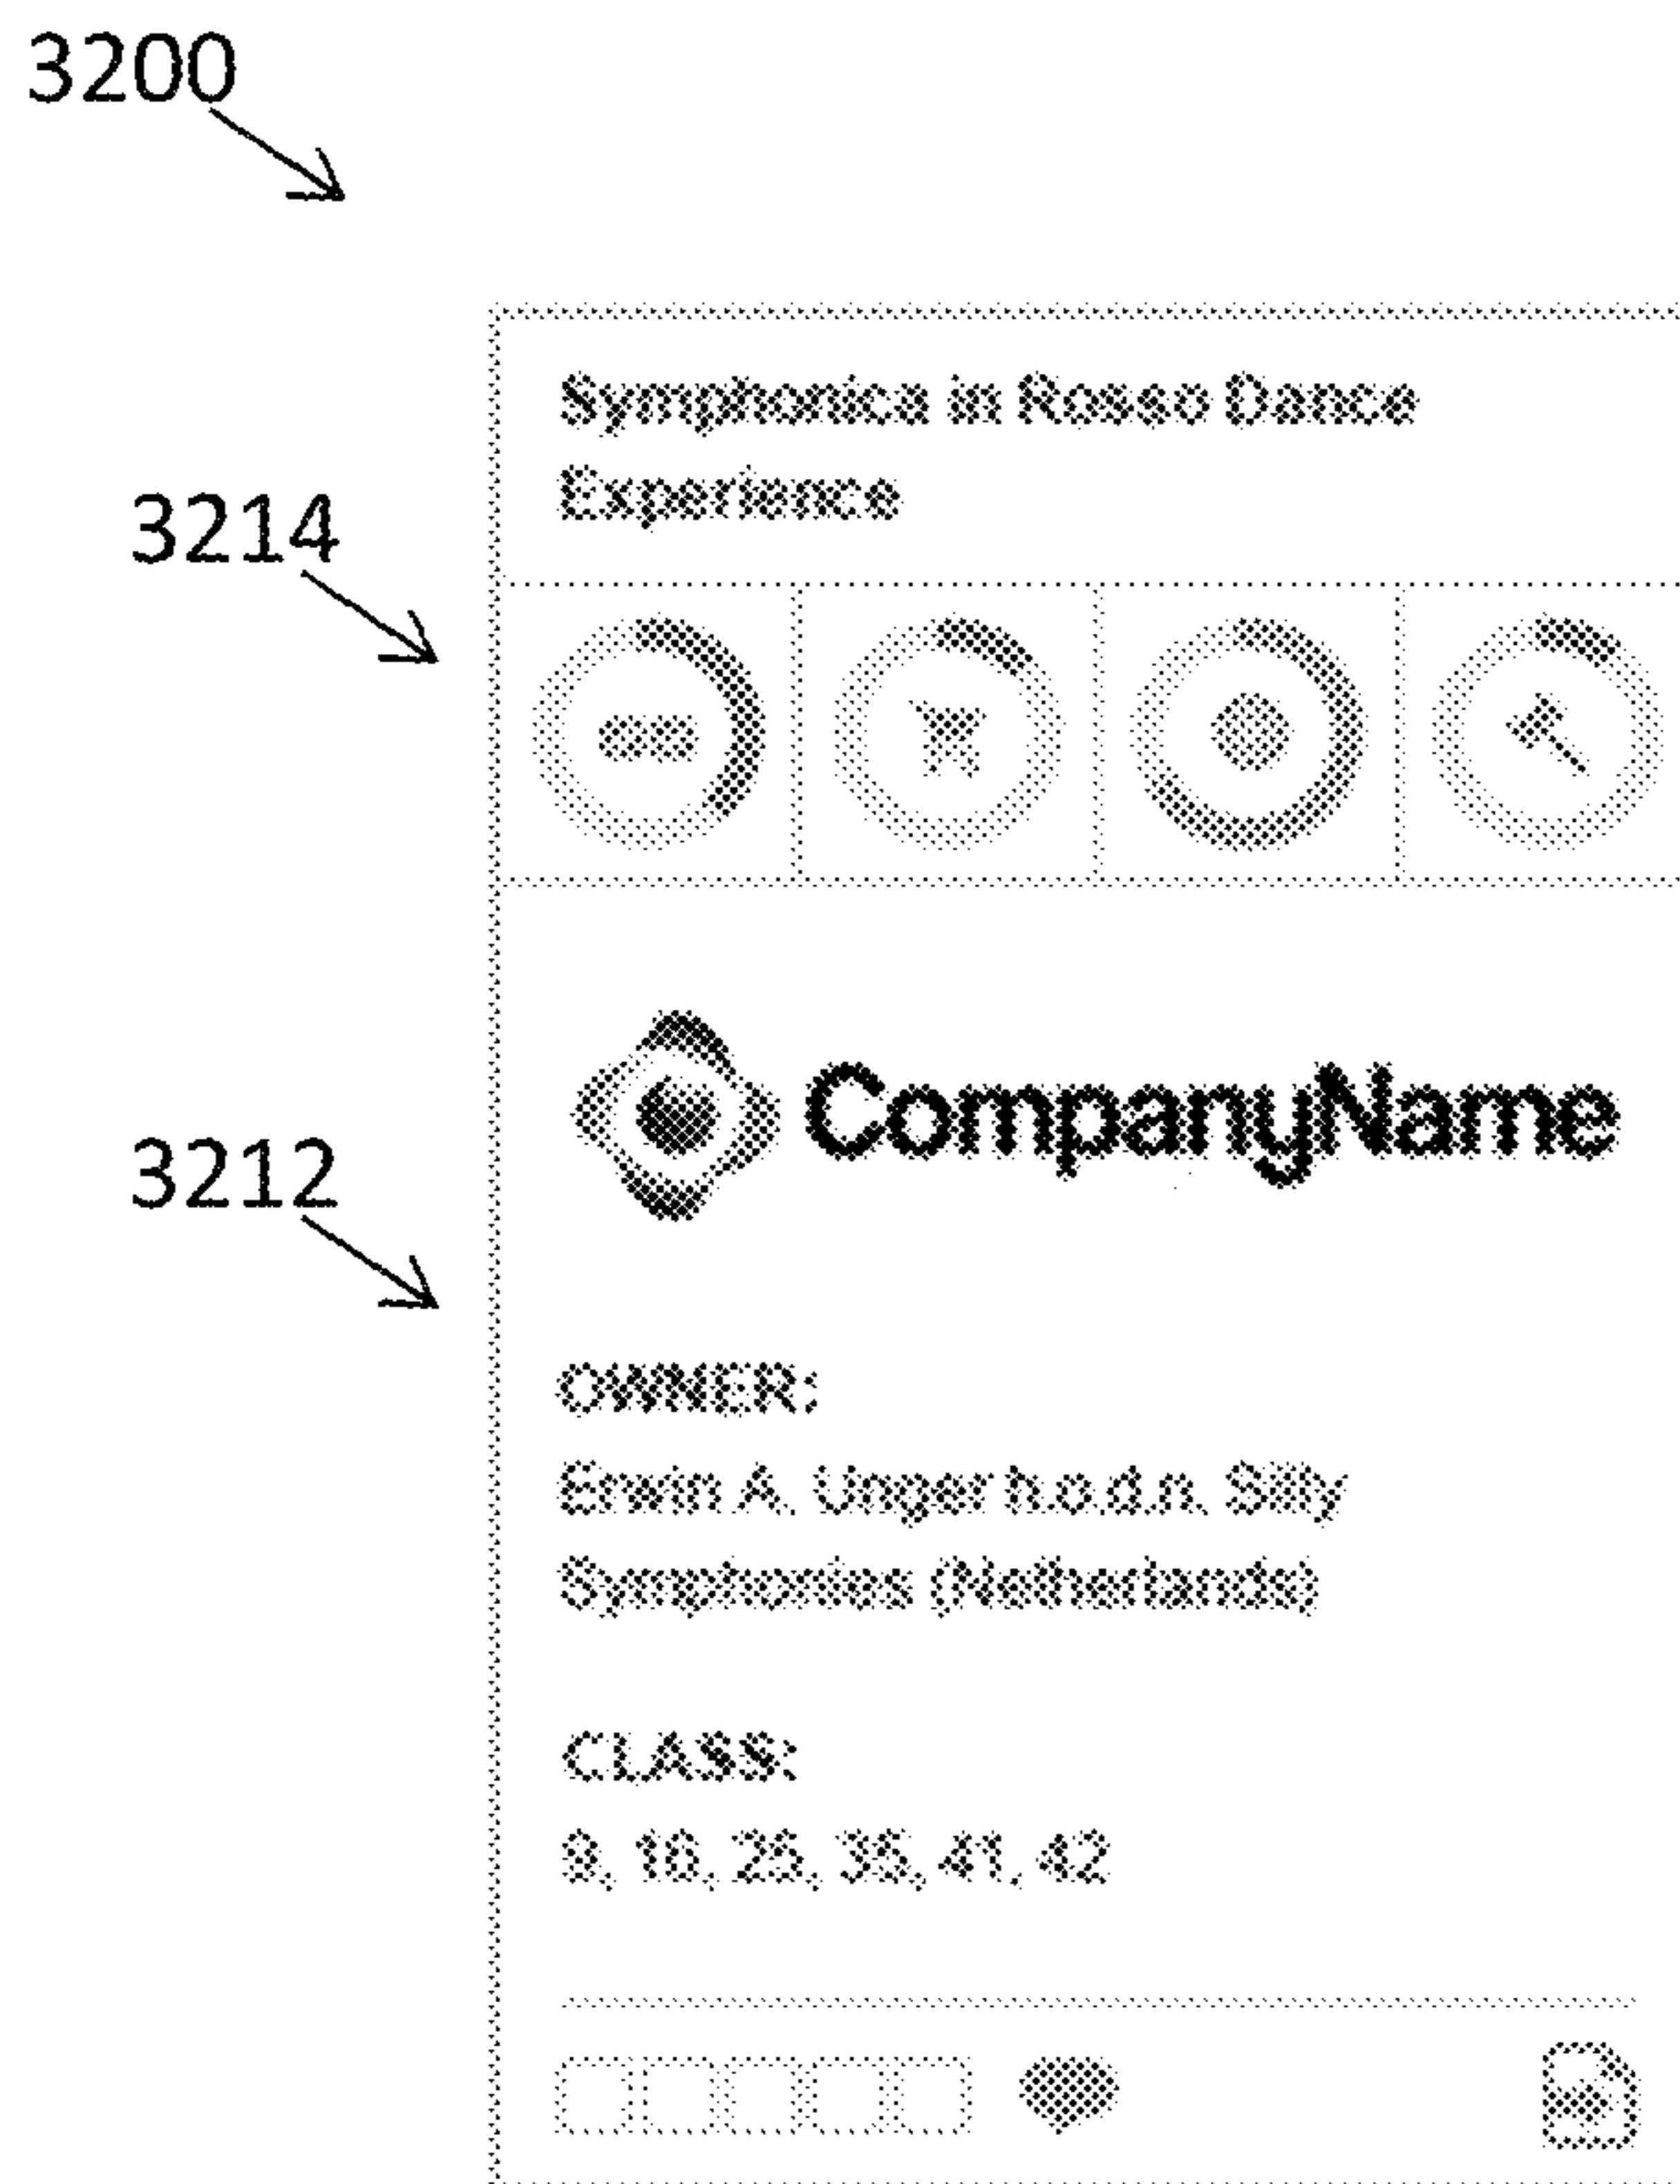 3200
Symphonica in Rosso Dance
Experience
3214
CompanyName
3212
OWNER:
Erwin A. Unger h.o.d.n. Silly
Symphonies (Netherlands)
CLASS:
9, 16, 25, 35, 41, 42